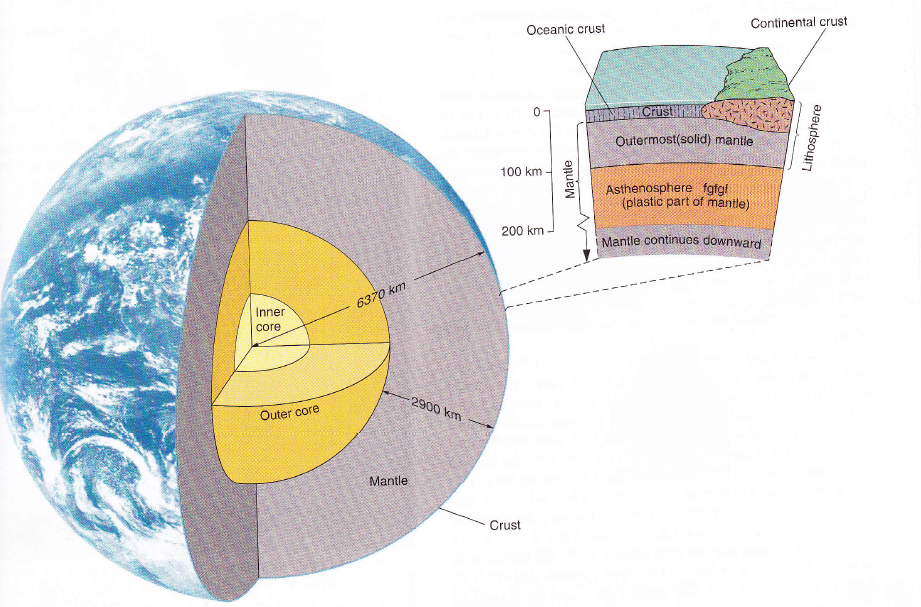 Oceanic crust
Continental crust
0
Crust
Outermost(solid) mantle
Lithosphere
100 km
Mantle
Asthenosphere fgfgf
(plastic part of mantle)
200 km
Mantle continues downward
6370 km
Inner
core
Outer core
2900 km
Mantle
Crust